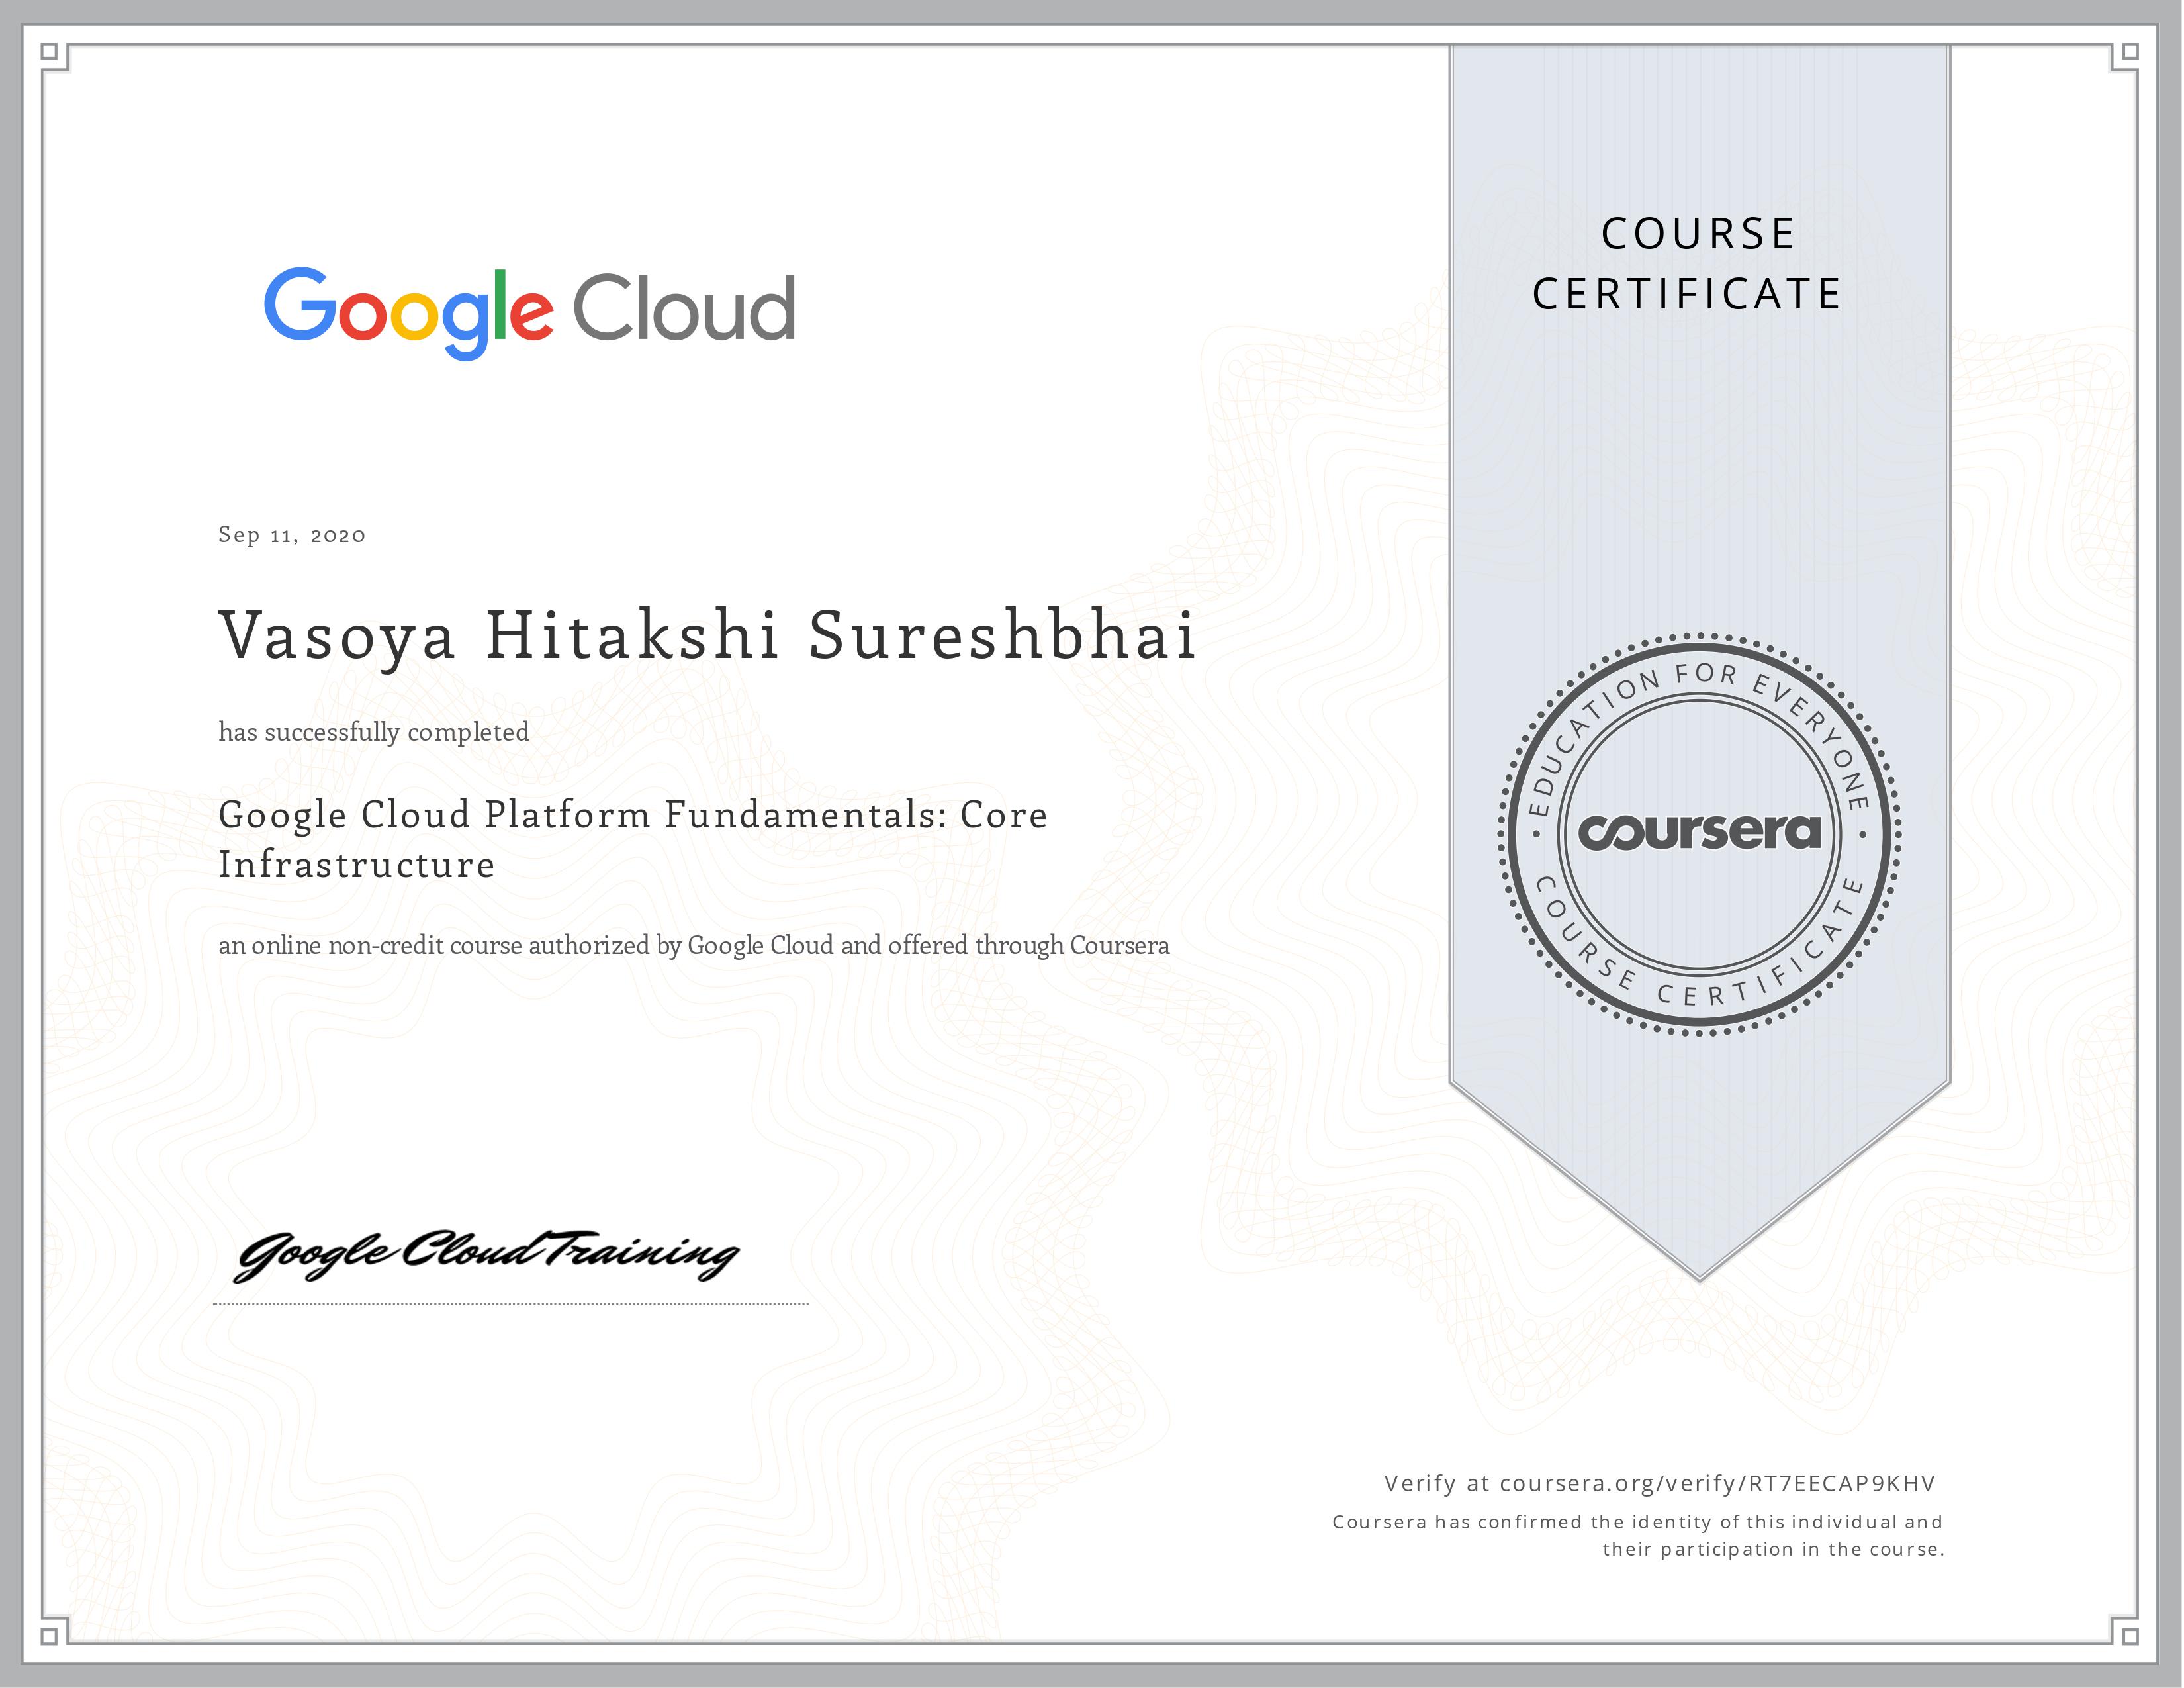 Google Cloud
COURSE
CERTIFICATE
Sep 11, 2020
Vasoya Hitakshi Sureshbhai
has successfully completed
Google Cloud Platform Fundamentals: Core
Infrastructure
an online non-credit course authorized by Google Cloud and offered through Coursera
EDUCATION FOR EVERYONE
coursera
COURSE CERTIFICATE
Google Cloud Training
Verify at coursera.org/verify/RT7EECAP9KHV
Coursera has confirmed the identity of this individual and
their participation in the course.